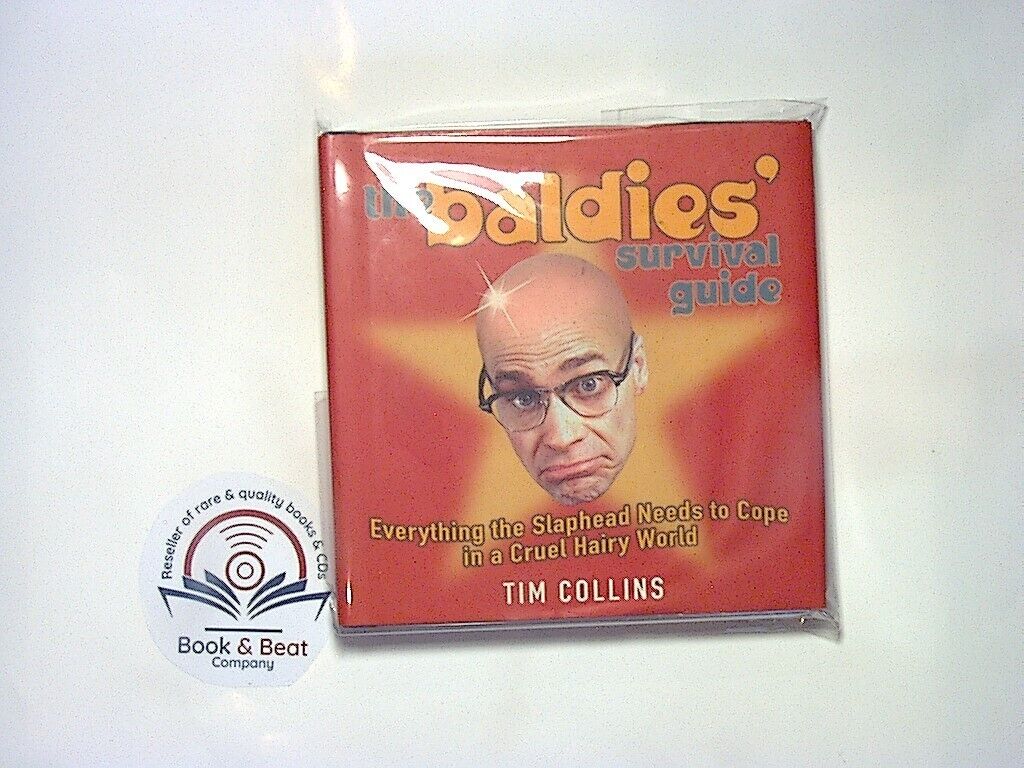 the baldies'
survival
guide
Everything the Slaphead Needs to Cope
in a Cruel Hairy World
TIM COLLINS
Reseller of rare & quality books & CDs
Book & Beat
Company